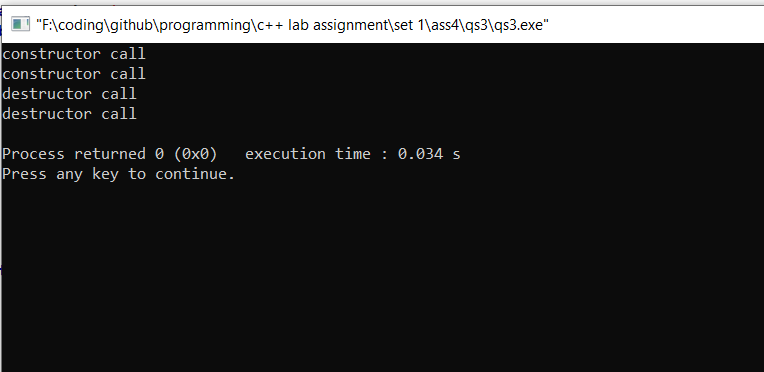 "F:\coding\github\programming\c++ lab assignment\set 1\ass4\qs3\qs3.exe"
constructor call
constructor call
destructor call
destructor call
Process returned 0 (0x0)   execution time : 0.034 s
Press any key to continue.